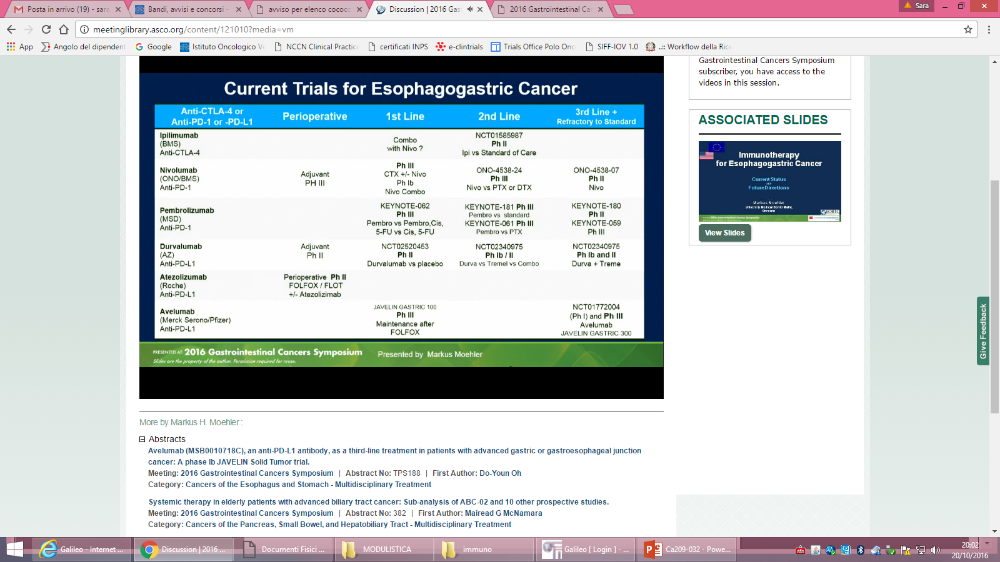 Posta in arrivo (19) - sara
Bandi, avvisi e concorsi -
avviso per elenco cococo
Discussion | 2016 Gas
2016 Gastrointestinal Ca
Sara
meetinglibrary.asco.org/content/121010?media=vm
App
Angolo del dipendent
Google
Istituto Oncologico Ve
NCCN Clinical Practice
certificati INPS
e-clintrials
Trials Office Polo Onc
SIFF-IOV 1.0
..:: Workflow della Rice
Current Trials for Esophagogastric Cancer
Anti-CTLA-4 or
Anti-PD-1 or -PD-L1
Perioperative
1st Line
2nd Line
3rd Line +
Refractory to Standard
Ipilimumab
(BMS)
Anti-CTLA-4
Combo
with Nivo ?
NCT01585987
Ph II
Ipi vs Standard of Care
Nivolumab
(ONO/BMS)
Anti-PD-1
Adjuvant
PH III
Ph III
CTX +/- Nivo
Ph Ib
Nivo Combo
ONO-4538-24
Ph III
Nivo vs PTX or DTX
ONO-4538-07
Ph II
Nivo
Pembrolizumab
(MSD)
Anti-PD-1
KEYNOTE-062
Ph III
Pembro vs Pembro,Cis,
5-FU vs Cis, 5-FU
KEYNOTE-181 Ph III
Pembro vs standard
KEYNOTE-061 Ph III
Pembro vs PTX
KEYNOTE-180
Ph II
KEYNOTE-059
Ph III
Durvalumab
(AZ)
Anti-PD-L1
Adjuvant
Ph II
NCT02520453
Ph II
Durvalumab vs placebo
NCT02340975
Ph Ib / II
Durva vs Tremel vs Combo
NCT02340975
Ph Ib and II
Durva + Treme
Atezolizumab
(Roche)
Anti-PD-L1
Perioperative Ph II
FOLFOX / FLOT
+/- Atezolizimab
Avelumab
(Merck Serono/Pfizer)
Anti-PD-L1
JAVELIN GASTRIC 100
Ph III
Maintenance after
FOLFOX
NCT01772004
(Ph I) and Ph III
Avelumab
JAVELIN GASTRIC 300
PRESENTED AT: 2016 Gastrointestinal Cancers Symposium
Slides are the property of the author. Permission required for reuse.
Presented by Markus Moehler
Gastrointestinal Cancers Symposium
subscriber, you have access to the
videos in this session.
ASSOCIATED SLIDES
Immunotherapy
for Esophagogastric Cancer
Current Status
and
Future Directions
Markus Moehler
University Medical Center Mainz,
Germany
View Slides
Give Feedback
More by Markus H. Moehler :
Abstracts
Avelumab (MSB0010718C), an anti-PD-L1 antibody, as a third-line treatment in patients with advanced gastric or gastroesophageal junction
cancer: A phase Ib JAVELIN Solid Tumor trial.
Meeting: 2016 Gastrointestinal Cancers Symposium | Abstract No: TPS188 | First Author: Do-Youn Oh
Category: Cancers of the Esophagus and Stomach - Multidisciplinary Treatment
Systemic therapy in elderly patients with advanced biliary tract cancer: Sub-analysis of ABC-02 and 10 other prospective studies.
Meeting: 2016 Gastrointestinal Cancers Symposium | Abstract No: 382 | First Author: Mairead G McNamara
Category: Cancers of the Pancreas, Small Bowel, and Hepatobiliary Tract - Multidisciplinary Treatment
Galileo - Internet ...
Discussion | 2016 ...
Documenti Fisici ...
MODULISTICA
immuno
Galileo [ Login ] - ...
Ca209-032 - Powe...
20:02
20/10/2016